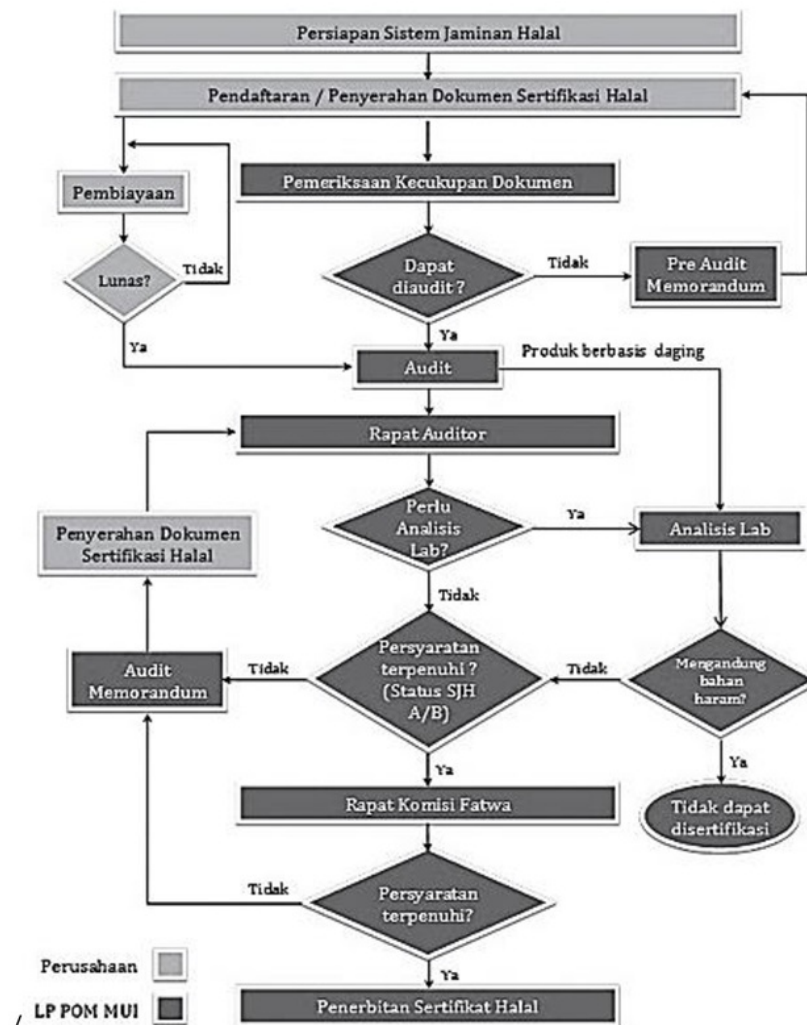 Persiapan Sistem Jaminan Halal
Pendaftaran / Penyerahan Dokumen Sertifikasi Halal
Pembiayaan
Pemeriksaan Kecukupan Dokumen
Lunas?
Tidak
Dapat
diaudit ?
Tidak
Pre Audit
Memorandum
Ya
Ya
Audit
Produk berbasis daging
Rapat Auditor
Penyerahan Dokumen
Sertifikasi Halal
Perlu
Analisis
Lab?
Ya
Analisis Lab
Tidak
Audit
Memorandum
Tidak
Persyaratan
terpenuhi ?
(Status SJH
A/B)
Tidak
Mengandung
bahan
haram?
Ya
Ya
Rapat Komisi Fatwa
Tidak dapat
disertifikasi
Tidak
Persyaratan
terpenuhi?
Ya
Perusahaan
/ LP POM MUI
Penerbitan Sertifikat Halal